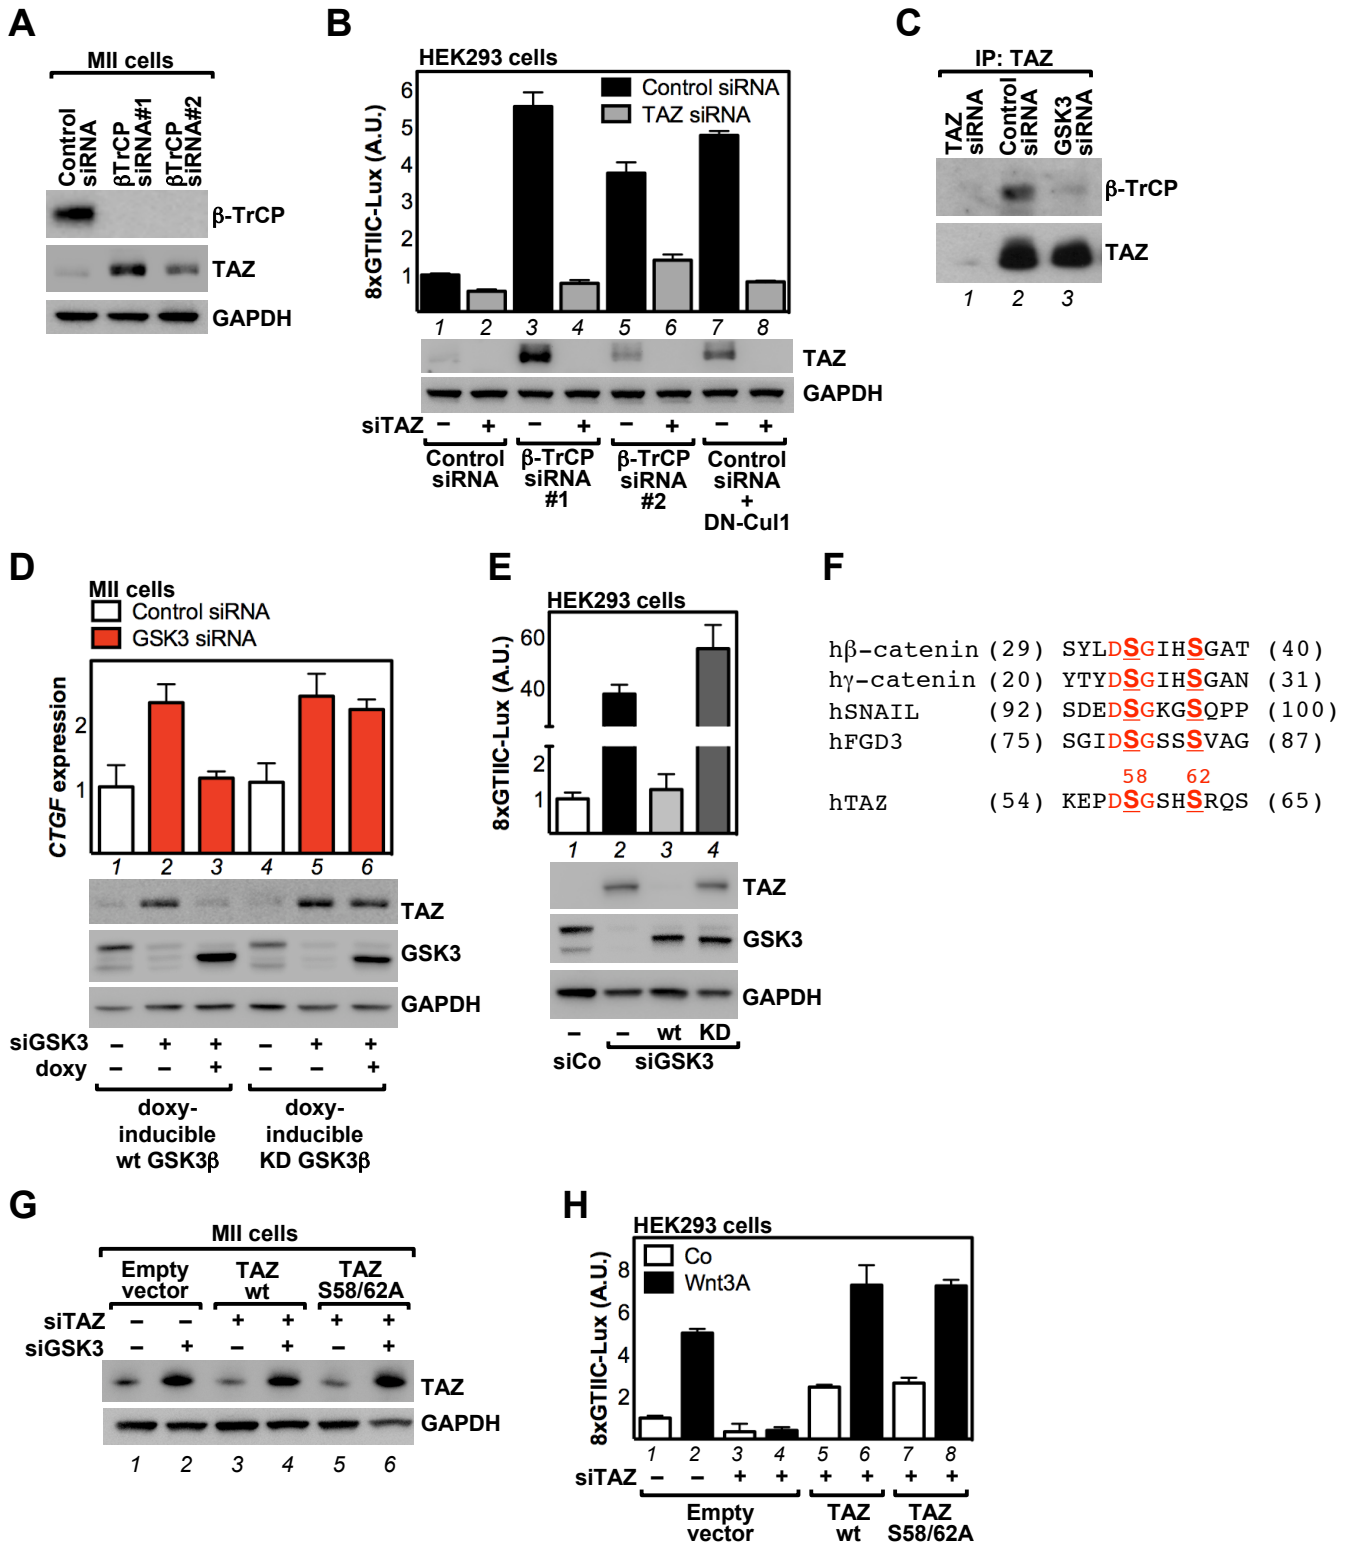 A
MII cells
Control siRNA
βTrCP siRNA#1
βTrCP siRNA#2
β-TrCP
TAZ
GAPDH
B
HEK293 cells
Control siRNA
TAZ siRNA
8xGTIIC-Lux (A.U.)
6
5
4
3
2
1
1 2 3 4 5 6 7 8
TAZ
GAPDH
siTAZ – + – + – + – +
Control siRNA
β-TrCP siRNA #1
β-TrCP siRNA #2
Control siRNA + DN-Cul1
C
IP: TAZ
TAZ siRNA
Control siRNA
GSK3 siRNA
β-TrCP
TAZ
1 2 3
D
MII cells
Control siRNA
GSK3 siRNA
CTGF expression
2
1
1 2 3 4 5 6
TAZ
GSK3
GAPDH
siGSK3 – + + – + +
doxy – – + – – +
doxy-inducible wt GSK3β
doxy-inducible KD GSK3β
E
HEK293 cells
8xGTIIC-Lux (A.U.)
60
40
2
1
1 2 3 4
TAZ
GSK3
GAPDH
– – wt KD
siCo siGSK3
F
hβ-catenin (29) SYLDSGIHSGAT (40)
hγ-catenin (20) YTYDSGIHSGAN (31)
hSNAIL (92) SDEDSGKGSQPP (100)
hFGD3 (75) SGIDSGSSSVAG (87)
58 62
hTAZ (54) KEPDSGSHSRQS (65)
G
MII cells
Empty vector
TAZ wt
TAZ S58/62A
siTAZ – – + + + +
siGSK3 – + – + – +
TAZ
GAPDH
1 2 3 4 5 6
H
HEK293 cells
Co
Wnt3A
8xGTIIC-Lux (A.U.)
8
6
4
2
1 2 3 4 5 6 7 8
siTAZ – – + + + + + +
Empty vector
TAZ wt
TAZ S58/62A